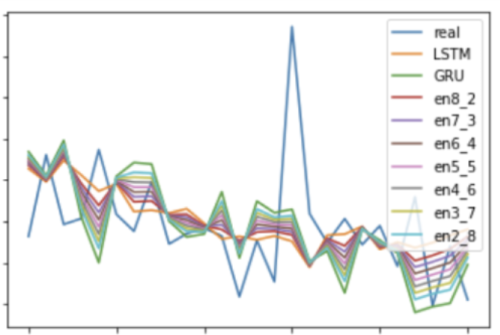 real
LSTM
GRU
en8_2
en7_3
en6_4
en5_5
en4_6
en3_7
en2_8